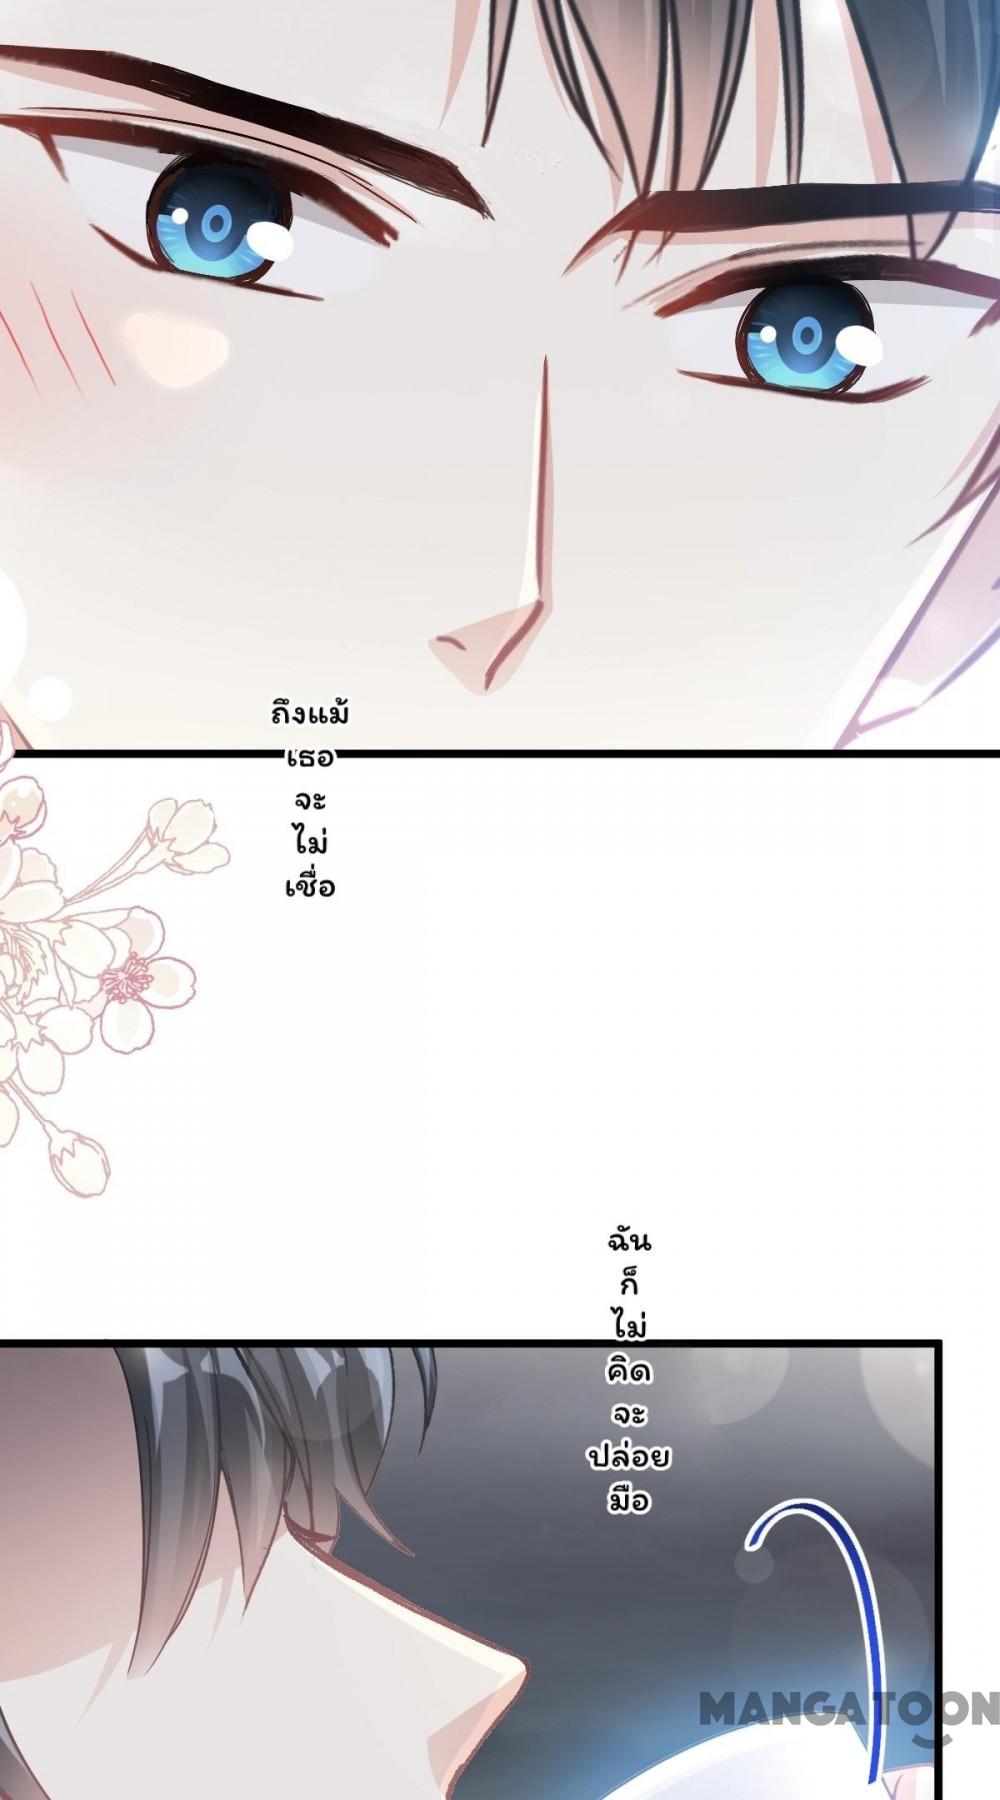 ถึงแม้
เธอ
จะ
ไม่
เชื่อ
ฉัน
ก็
ไม่
คิด
จะ
ปล่อย
มือ
MANGATOON